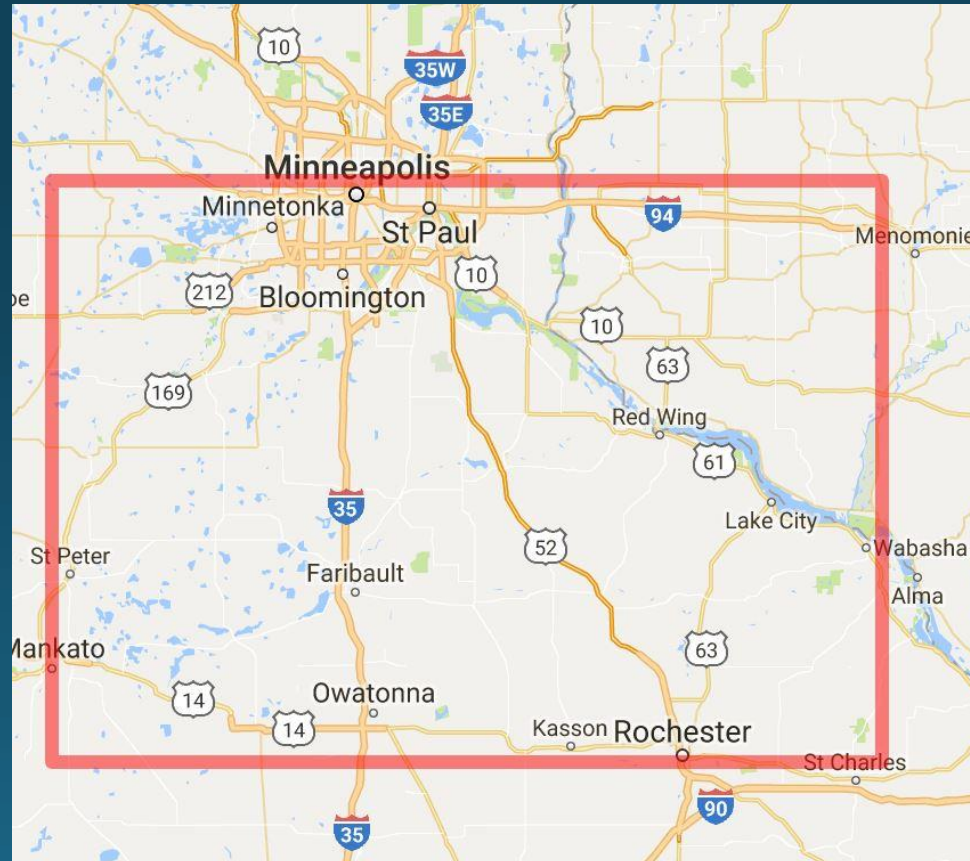 10
35W
35E
Minneapolis
Minnetonka
94
St Paul
Menomonie
10
212
Bloomington
10
63
169
Red Wing
61
35
Lake City
52
St Peter
Wabasha
Faribault
Alma
Mankato
63
14
Owatonna
14
Kasson
Rochester
St Charles
90
35